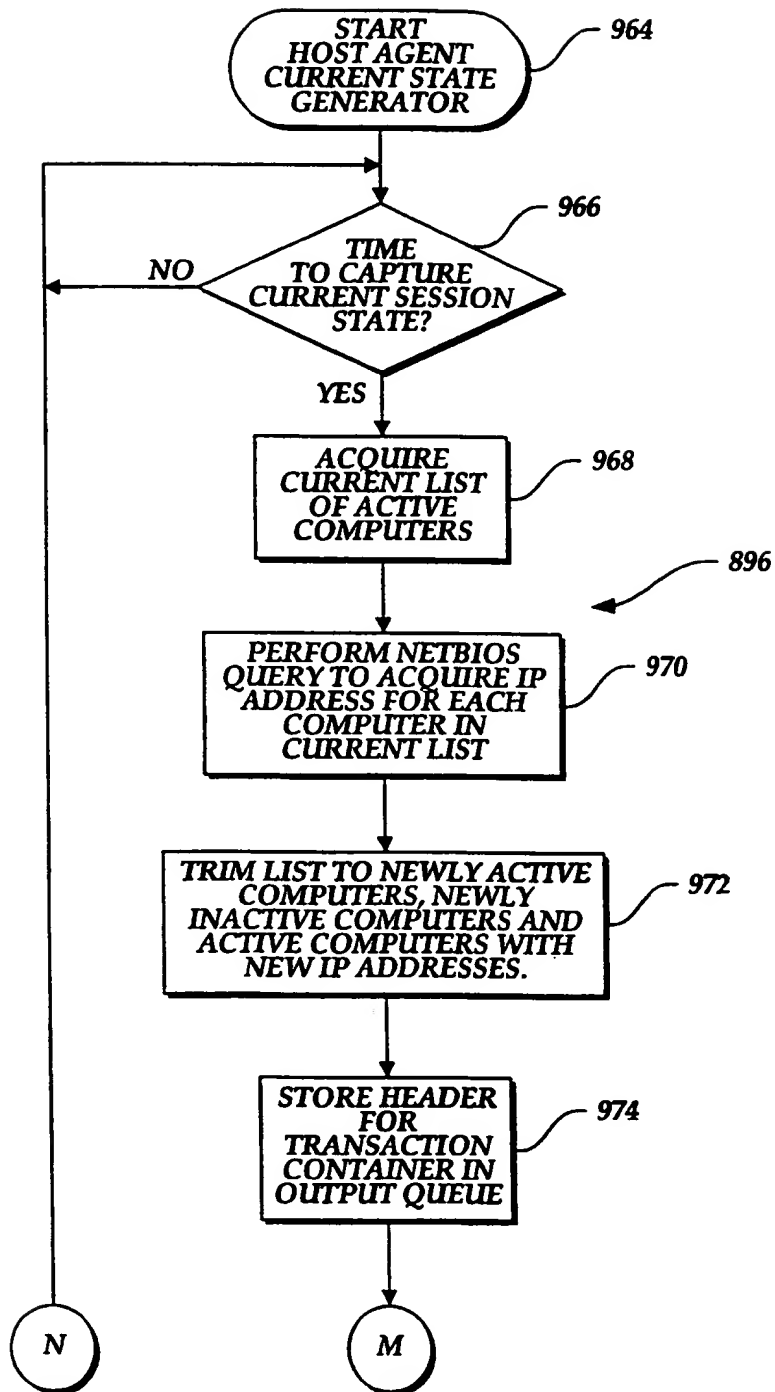 START
HOST AGENT
CURRENT STATE
GENERATOR
964
966
TIME
TO CAPTURE
CURRENT SESSION
STATE?
NO
YES
ACQUIRE
CURRENT LIST
OF ACTIVE
COMPUTERS
968
896
PERFORM NETBIOS
QUERY TO ACQUIRE IP
ADDRESS FOR EACH
COMPUTER IN
CURRENT LIST
970
TRIM LIST TO NEWLY ACTIVE
COMPUTERS, NEWLY
INACTIVE COMPUTERS AND
ACTIVE COMPUTERS WITH
NEW IP ADDRESSES.
972
STORE HEADER
FOR
TRANSACTION
CONTAINER IN
OUTPUT QUEUE
974
N
M